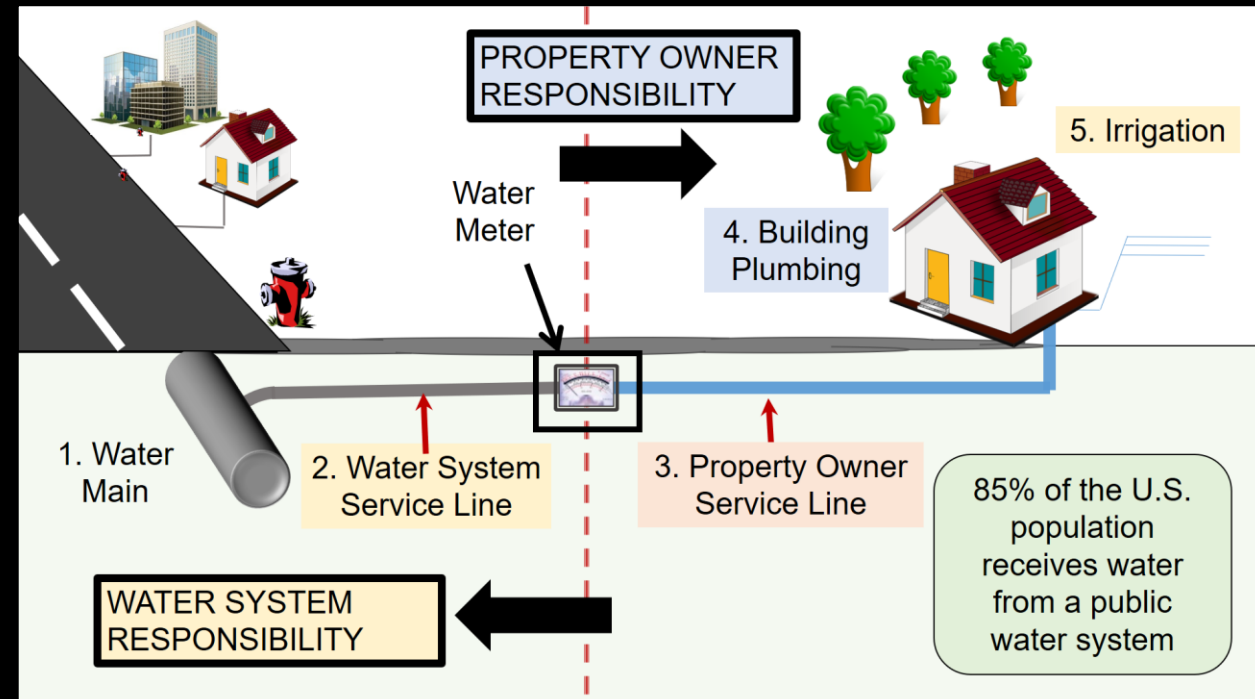 PROPERTY OWNER
RESPONSIBILITY
5. Irrigation
Water
Meter
4. Building
Plumbing
1. Water
Main
2. Water System
Service Line
3. Property Owner
Service Line
85% of the U.S.
population
receives water
from a public
water system
WATER SYSTEM
RESPONSIBILITY